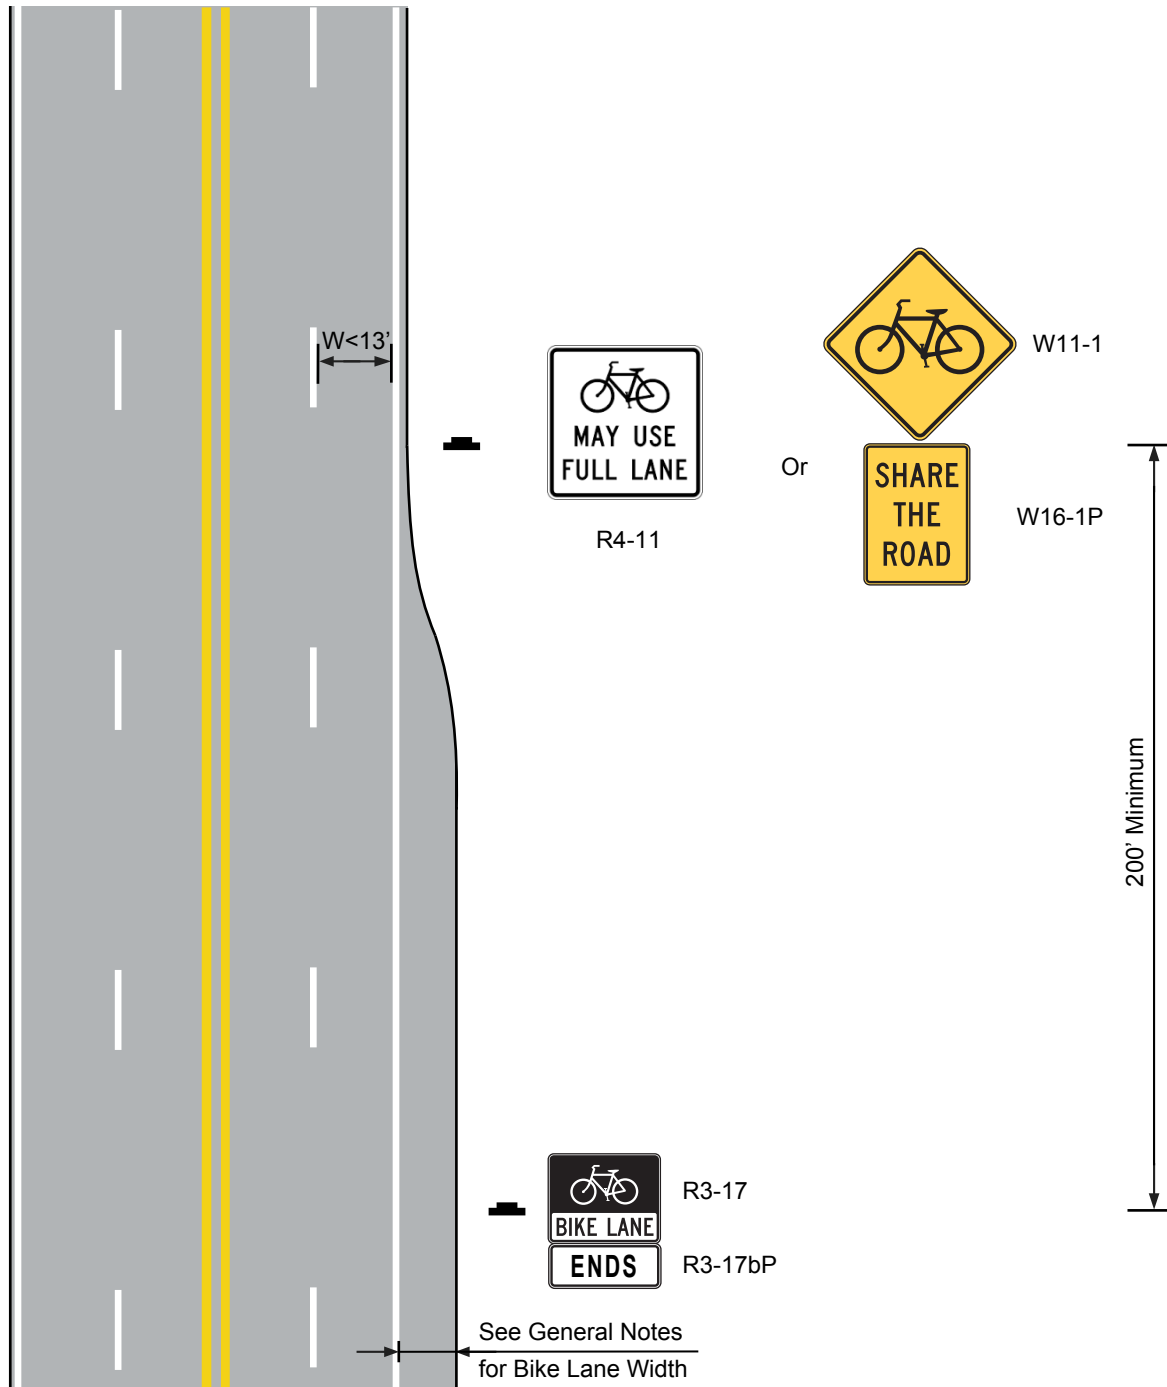 W<13'
MAY USE
FULL LANE
R4-11
Or
W11-1
SHARE
THE
ROAD
W16-1P
200’ Minimum
BIKE LANE
R3-17
ENDS
R3-17bP
See General Notes
for Bike Lane Width